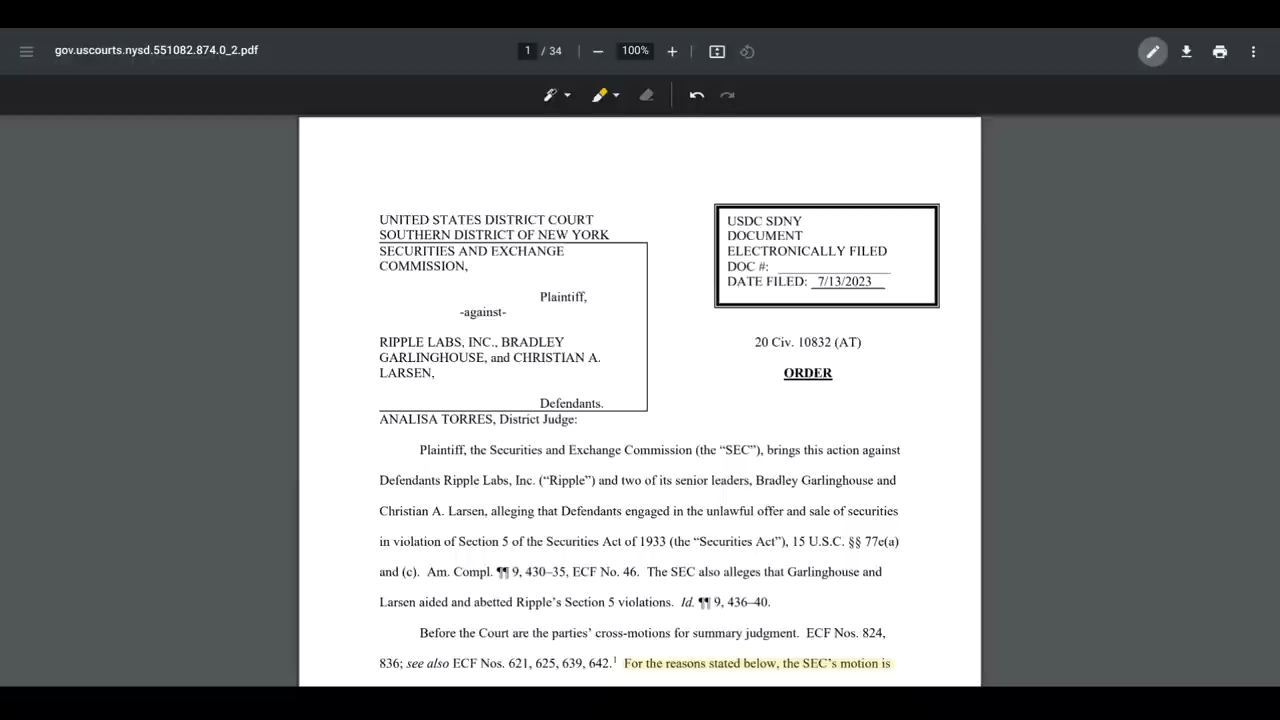 gov.uscourts.nysd.551082.874.0_2.pdf
1 / 34
100%
UNITED STATES DISTRICT COURT
SOUTHERN DISTRICT OF NEW YORK
SECURITIES AND EXCHANGE
COMMISSION,
Plaintiff,
-against-
RIPPLE LABS, INC., BRADLEY
GARLINGHOUSE, and CHRISTIAN A.
LARSEN,
Defendants.
USDC SDNY
DOCUMENT
ELECTRONICALLY FILED
DOC #:
DATE FILED: 7/13/2023
20 Civ. 10832 (AT)
ORDER
ANALISA TORRES, District Judge:
Plaintiff, the Securities and Exchange Commission (the “SEC”), brings this action against
Defendants Ripple Labs, Inc. (“Ripple”) and two of its senior leaders, Bradley Garlinghouse and
Christian A. Larsen, alleging that Defendants engaged in the unlawful offer and sale of securities
in violation of Section 5 of the Securities Act of 1933 (the “Securities Act”), 15 U.S.C. §§ 77e(a)
and (c). Am. Compl. ¶¶ 9, 430–35, ECF No. 46. The SEC also alleges that Garlinghouse and
Larsen aided and abetted Ripple’s Section 5 violations. Id. ¶¶ 9, 436–40.
Before the Court are the parties’ cross-motions for summary judgment. ECF Nos. 824,
836; see also ECF Nos. 621, 625, 639, 642.1 For the reasons stated below, the SEC’s motion is